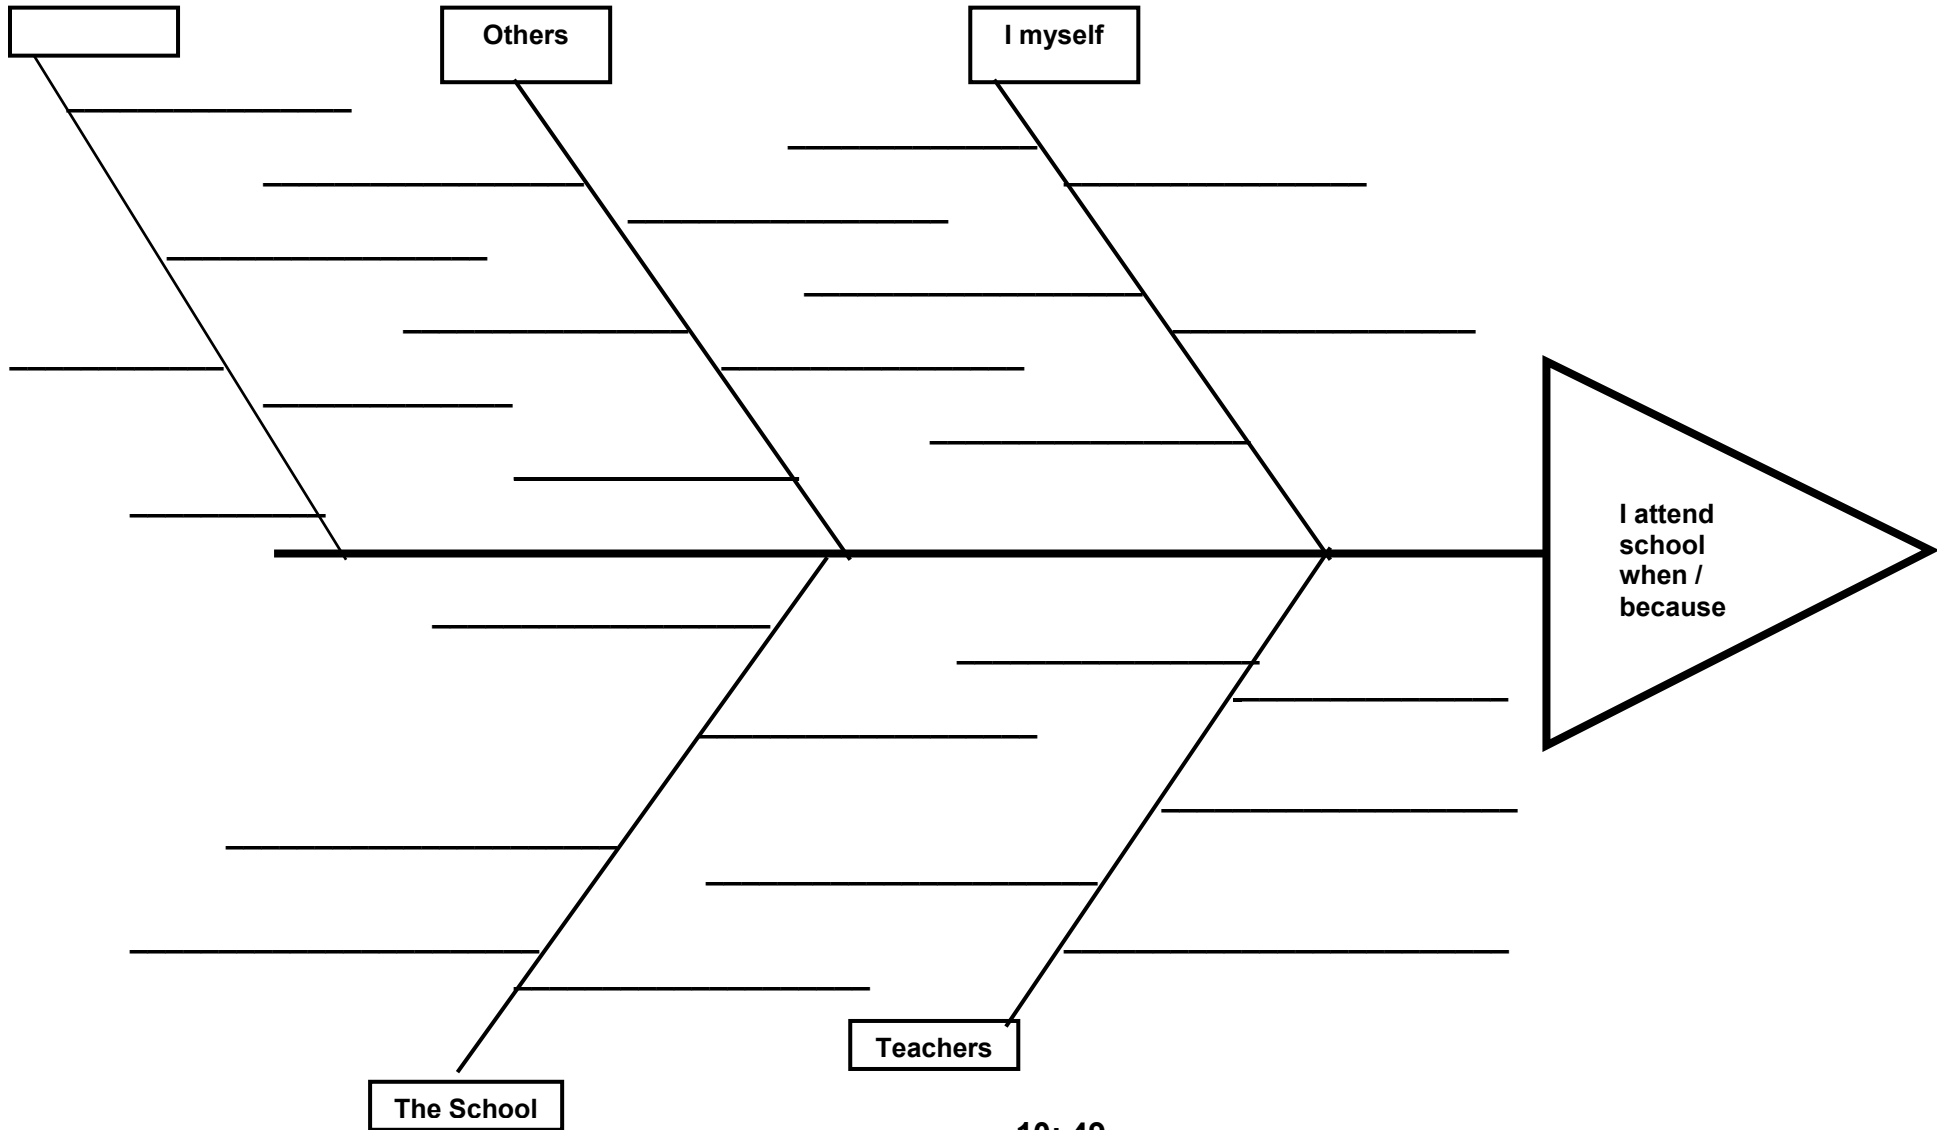 Others
I myself
I attend
school
when /
because
Teachers
The School